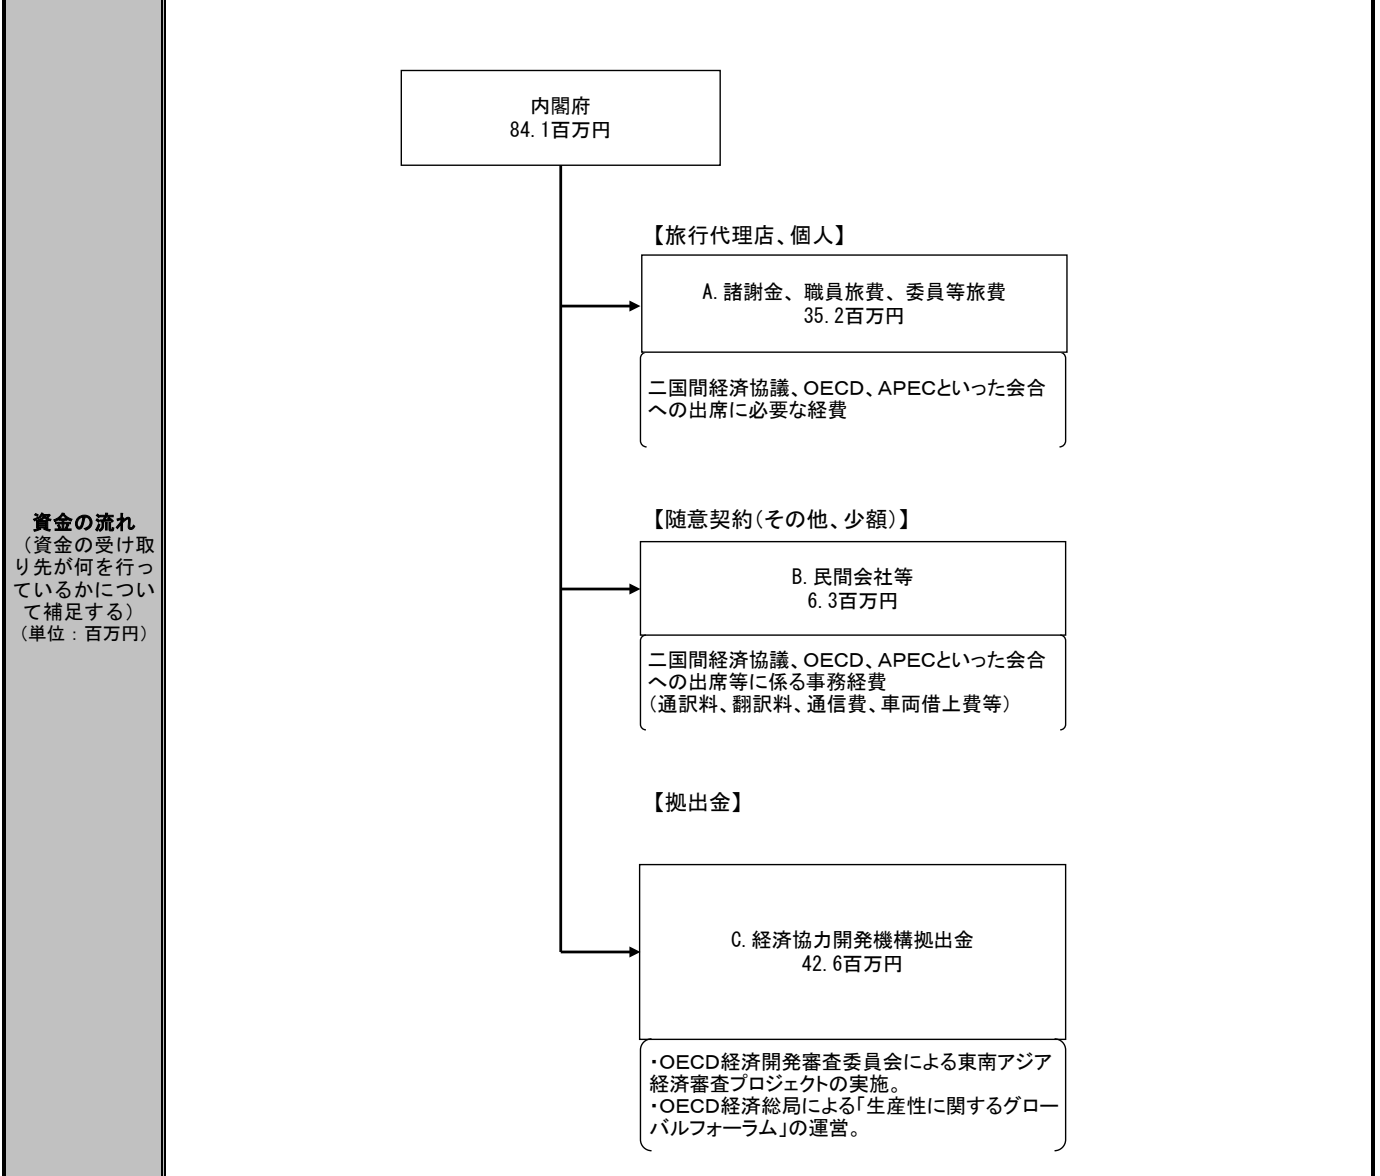 資金の流れ
（資金の受け取
り先が何を行っ
ているかについ
て補足する）
（単位：百万円）
内閣府
84.1百万円
【旅行代理店、個人】
A.諸謝金、職員旅費、委員等旅費
35.2百万円
二国間経済協議、OECD、APECといった会合
への出席に必要な経費
【随意契約（その他、少額）】
B.民間会社等
6.3百万円
二国間経済協議、OECD、APECといった会合
への出席等に係る事務経費
（通訳料、翻訳料、通信費、車両借上費等）
【拠出金】
C.経済協力開発機構拠出金
42.6百万円
・OECD経済開発審査委員会による東南アジア
経済審査プロジェクトの実施。
・OECD経済総局による「生産性に関するグロー
バルフォーラム」の運営。